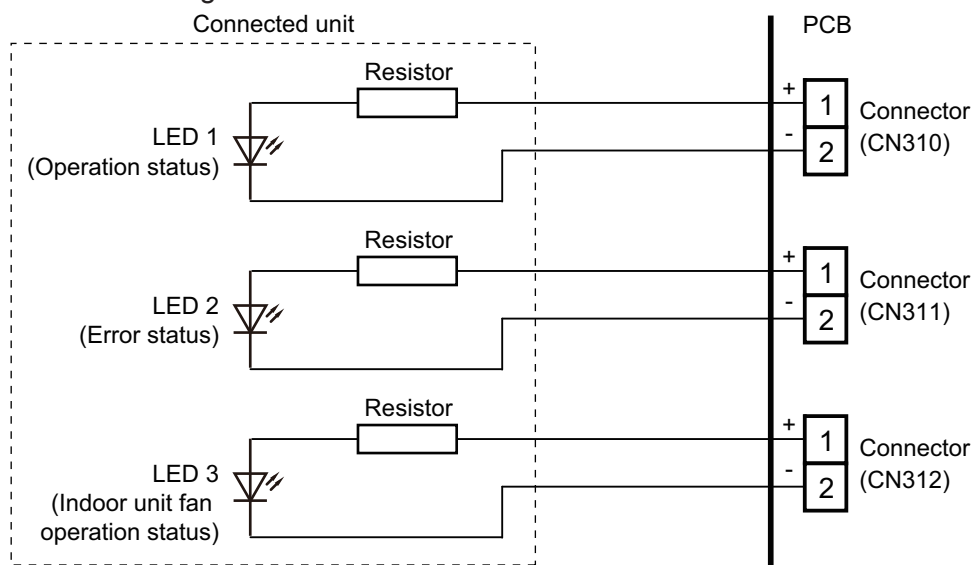 Connected unit
PCB
Resistor
LED 1
(Operation status)
+
-
1
2
Connector
(CN310)
Resistor
LED 2
(Error status)
+
-
1
2
Connector
(CN311)
Resistor
LED 3
(Indoor unit fan
operation status)
+
-
1
2
Connector
(CN312)